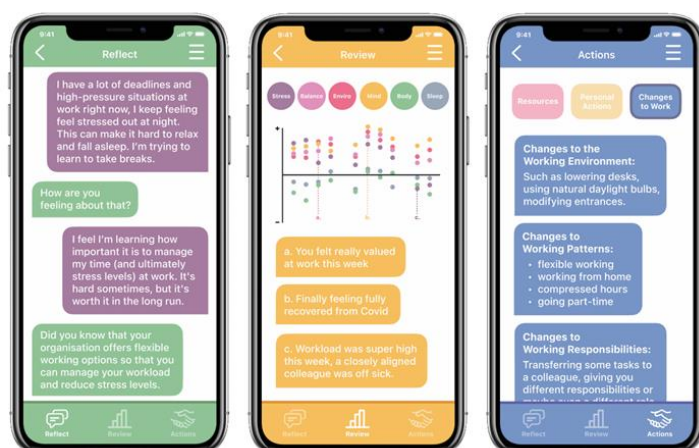 9:41
Reflect
I have a lot of deadlines and
high-pressure situations at
work right now, I keep feeling
feel stressed out at night.
This can make it hard to relax
and fall asleep. I'm trying to
learn to take breaks.
How are you
feeling about that?
I feel I'm learning how
important it is to manage
my time (and ultimately
stress levels) at work. It's
hard sometimes, but it's
worth it in the long run.
Did you know that your
organisation offers flexible
working options so that you
can manage your workload
and reduce stress levels.
Reflect
Review
Actions
9:41
Review
Stress
Balance
Enviro
Mind
Body
Sleep
+
a.
b.
c.
−
a. You felt really valued
at work this week
b. Finally feeling fully
recovered from Covid
c. Workload was super high
this week, a closely aligned
colleague was off sick.
Reflect
Review
Actions
9:41
Actions
Resources
Personal
Actions
Changes
to Work
Changes to the
Working Environment:
Such as lowering desks,
using natural daylight bulbs,
modifying entrances.
Changes to
Working Patterns:
• flexible working
• working from home
• compressed hours
• going part-time
Changes to
Working Responsibilities:
Transferring some tasks to
a colleague, giving you
different responsibilities or
maybe even a different role
Reflect
Review
Actions